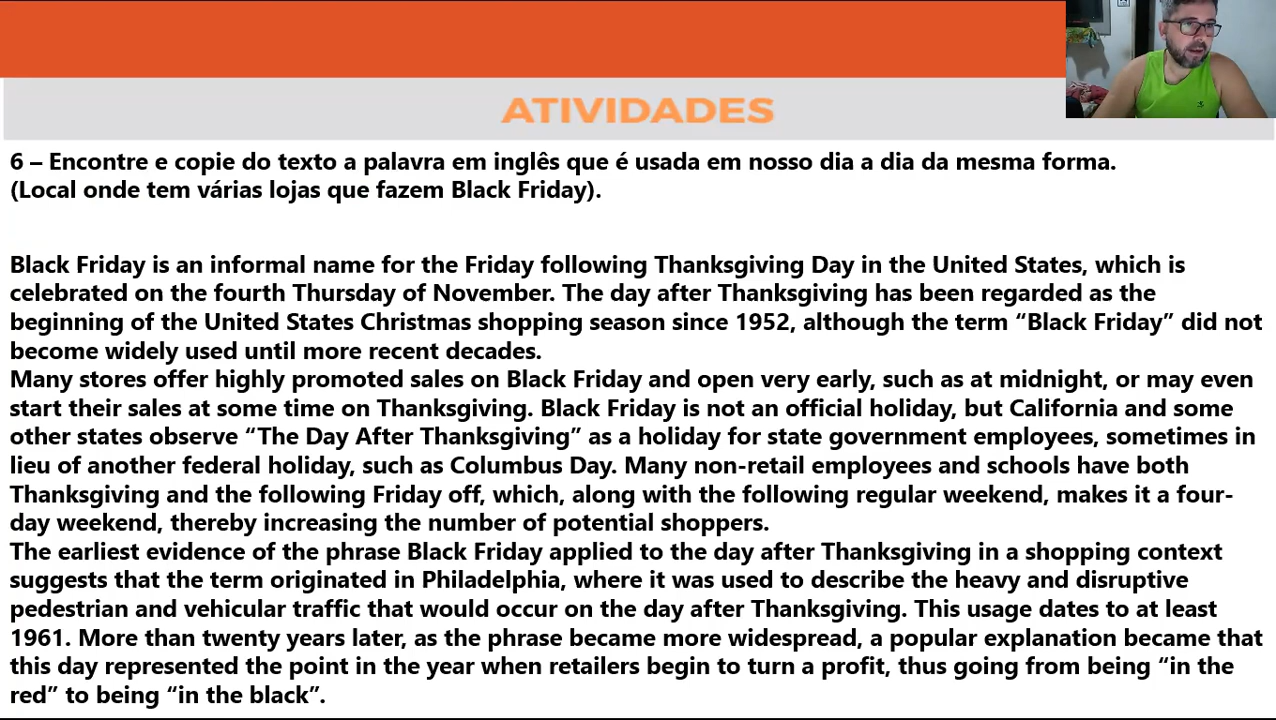 ATIVIDADES
6 – Encontre e copie do texto a palavra em inglês que é usada em nosso dia a dia da mesma forma.
(Local onde tem várias lojas que fazem Black Friday).
Black Friday is an informal name for the Friday following Thanksgiving Day in the United States, which is
celebrated on the fourth Thursday of November. The day after Thanksgiving has been regarded as the
beginning of the United States Christmas shopping season since 1952, although the term “Black Friday” did not
become widely used until more recent decades.
Many stores offer highly promoted sales on Black Friday and open very early, such as at midnight, or may even
start their sales at some time on Thanksgiving. Black Friday is not an official holiday, but California and some
other states observe “The Day After Thanksgiving” as a holiday for state government employees, sometimes in
lieu of another federal holiday, such as Columbus Day. Many non-retail employees and schools have both
Thanksgiving and the following Friday off, which, along with the following regular weekend, makes it a four-
day weekend, thereby increasing the number of potential shoppers.
The earliest evidence of the phrase Black Friday applied to the day after Thanksgiving in a shopping context
suggests that the term originated in Philadelphia, where it was used to describe the heavy and disruptive
pedestrian and vehicular traffic that would occur on the day after Thanksgiving. This usage dates to at least
1961. More than twenty years later, as the phrase became more widespread, a popular explanation became that
this day represented the point in the year when retailers begin to turn a profit, thus going from being “in the
red” to being “in the black”.